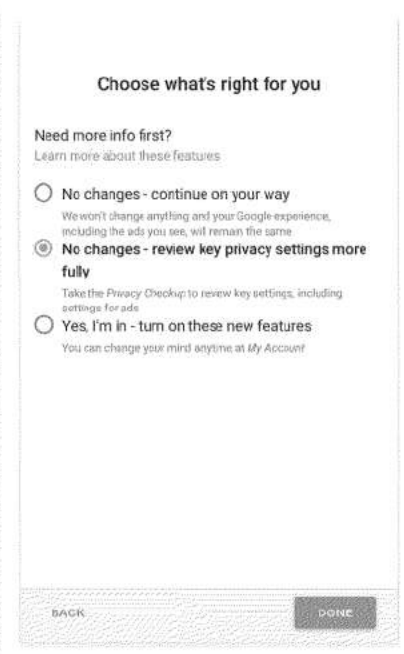 Choose what's right for you
Need more info first?
Learn more about these features
No changes - continue on your way
We won't change anything and your Google experience,
including the ads you see, will remain the same
No changes - review key privacy settings more
fully
Take the Privacy Checkup to review key settings, including
settings for ads
Yes, I'm in - turn on these new features
You can change your mind anytime at My Account
BACK
DONE